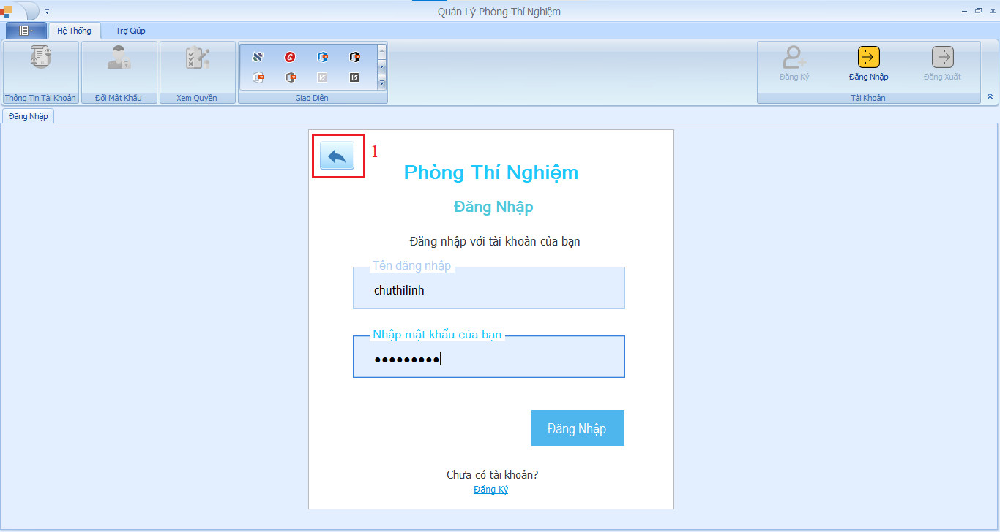 Quản Lý Phòng Thí Nghiệm
Hệ Thống
Trợ Giúp
Thông Tin Tài Khoản
Đổi Mật Khẩu
Xem Quyền
Giao Diện
Đăng Ký
Đăng Nhập
Đăng Xuất
Tài Khoản
Đăng Nhập
1
Phòng Thí Nghiệm
Đăng Nhập
Đăng nhập với tài khoản của bạn
Tên đăng nhập
chuthilinh
Nhập mật khẩu của bạn
●●●●●●●●●
Đăng Nhập
Chưa có tài khoản?
Đăng Ký